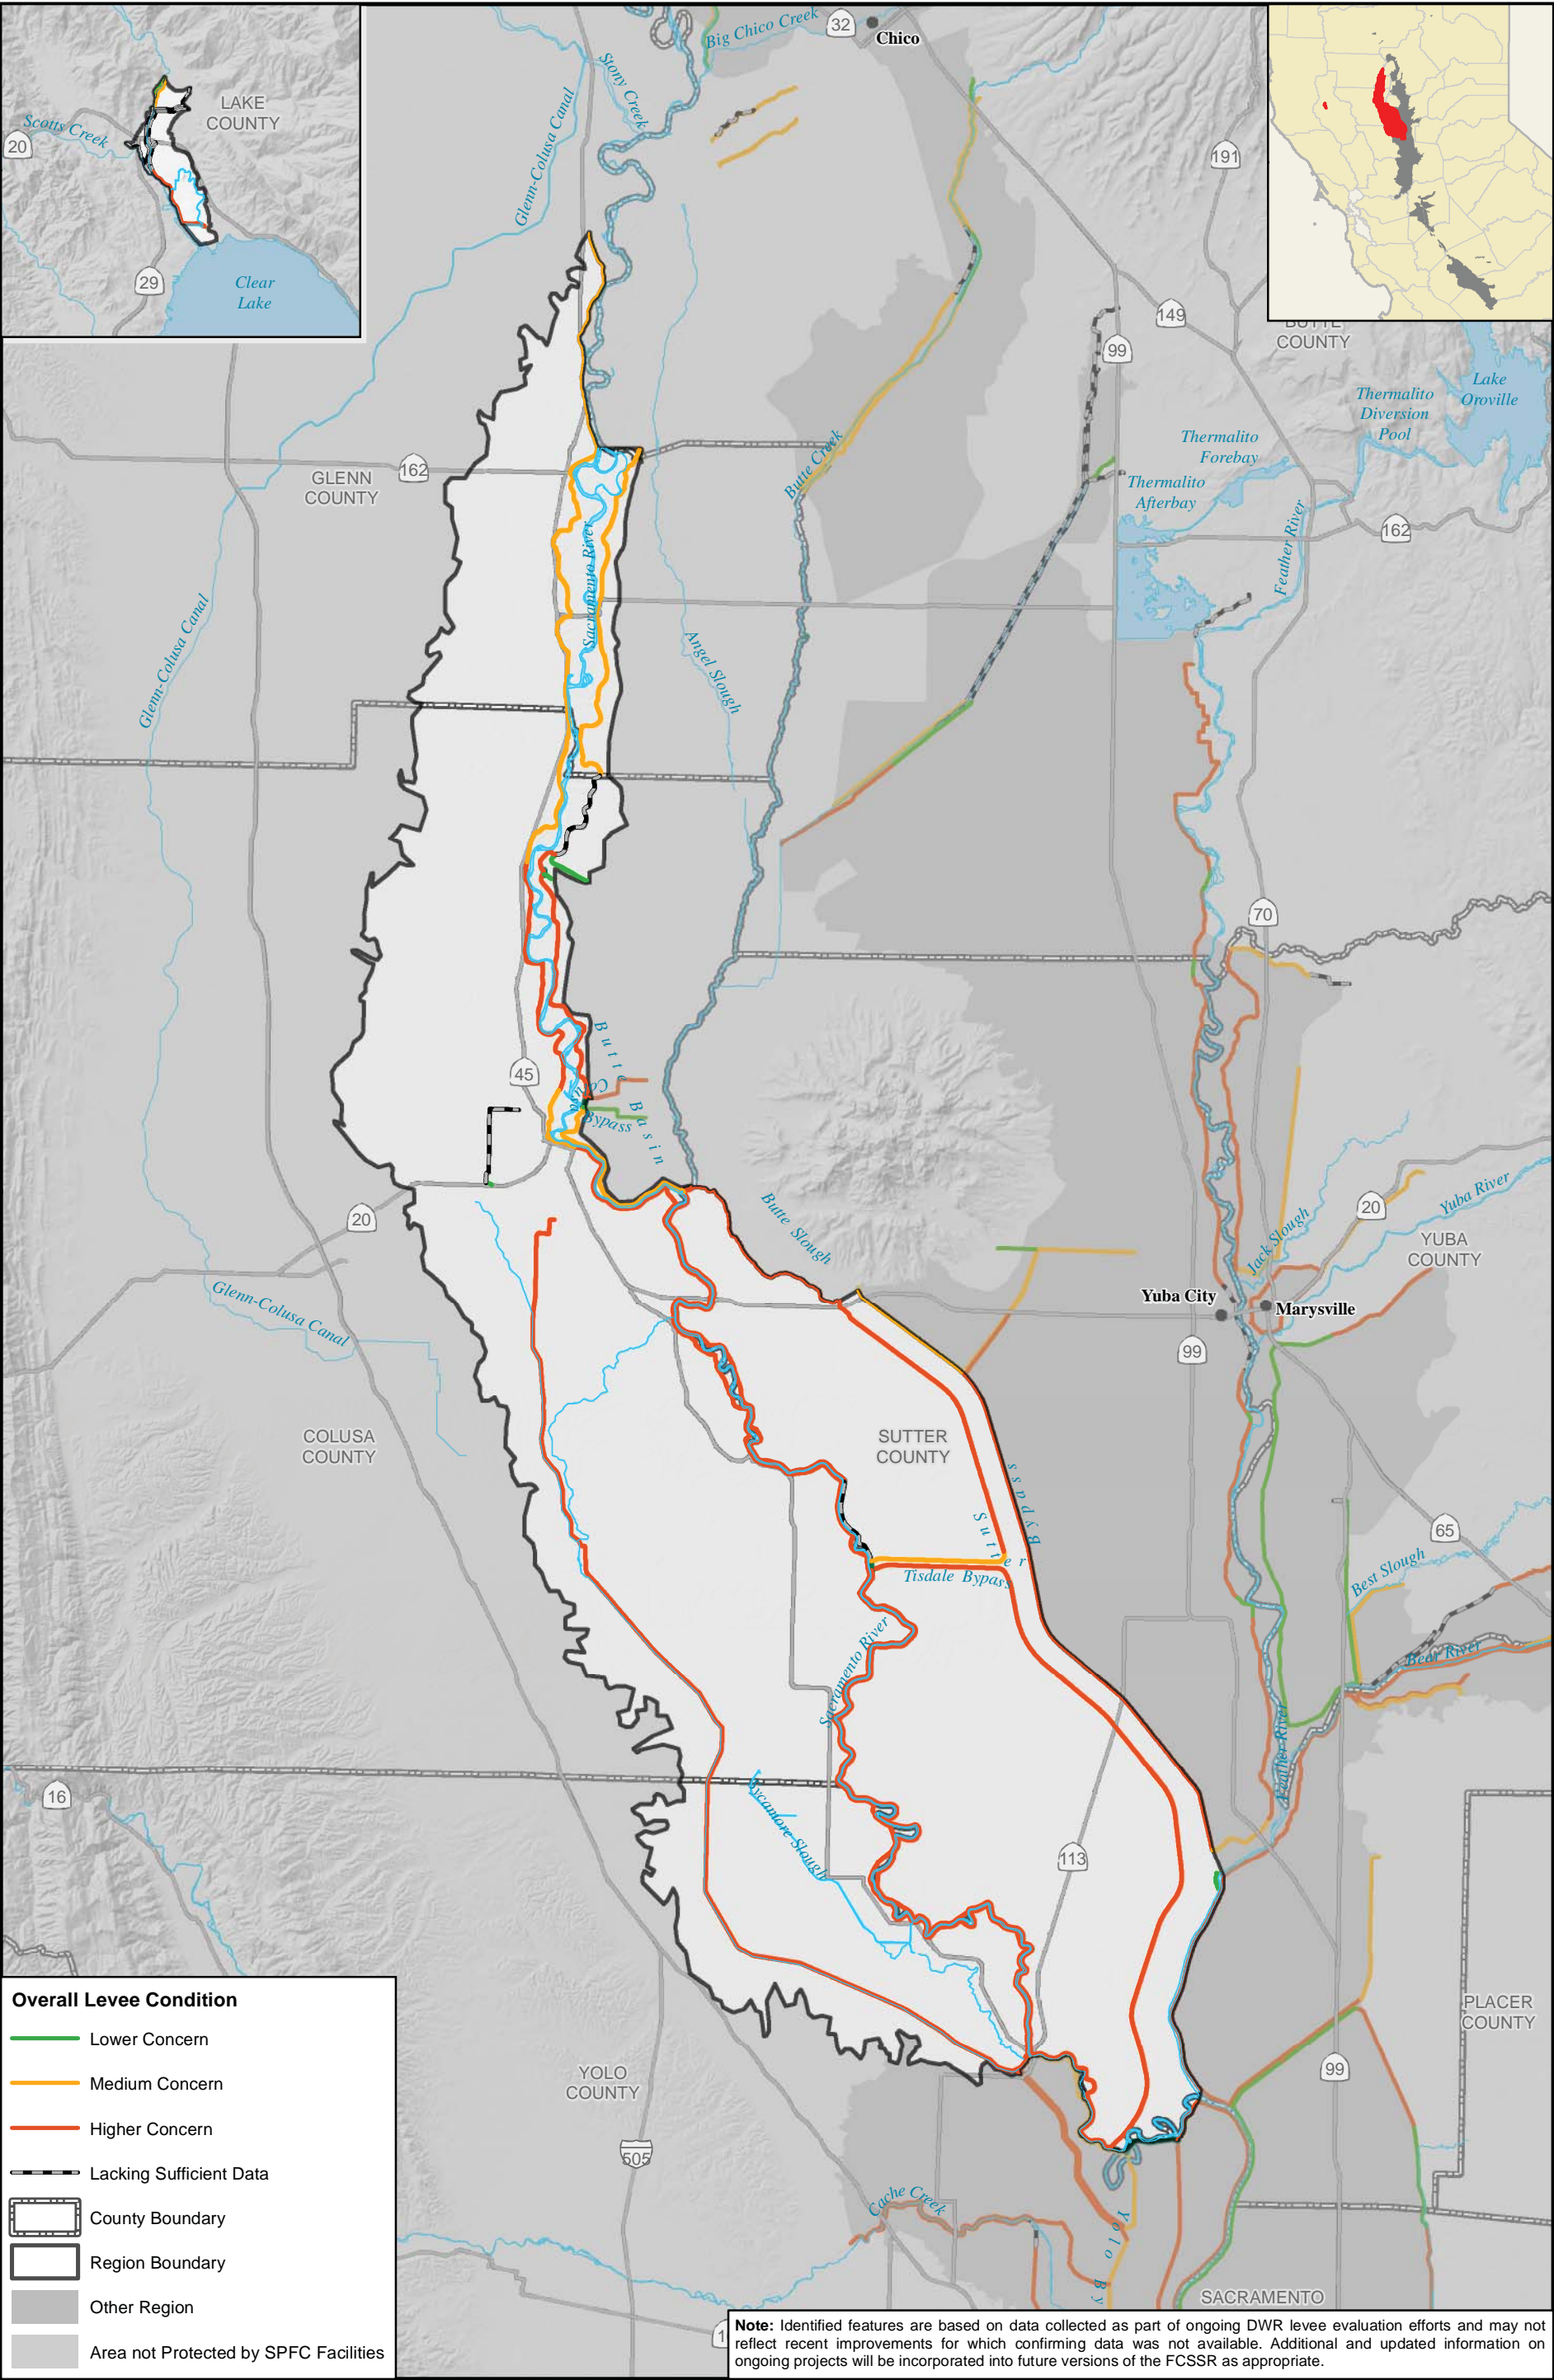 Big Chico Creek
32
Chico
Stony Creek
Glenn-Colusa Canal
LAKE
COUNTY
Scotts Creek
20
29
Clear
Lake
191
149
99
BUTTE
COUNTY
Lake
Oroville
Thermalito
Diversion
Pool
Thermalito
Forebay
Thermalito
Afterbay
Butte Creek
GLENN
COUNTY
162
162
Feather River
Sacramento River
Glenn-Colusa Canal
Angel Slough
70
45
Butte Basin
Colusa
Bypass
20
Butte Slough
Jack Slough
20
Yuba River
YUBA
COUNTY
Yuba City
Marysville
99
Glenn-Colusa Canal
COLUSA
COUNTY
SUTTER
COUNTY
Sutter Bypass
Tisdale Bypass
65
Best Slough
Bear River
Sacramento River
Feather River
16
Sycamore Slough
113
PLACER
COUNTY
99
YOLO
COUNTY
505
Cache Creek
Yolo By
SACRAMENTO
1
Overall Levee Condition
Lower Concern
Medium Concern
Higher Concern
Lacking Sufficient Data
County Boundary
Region Boundary
Other Region
Area not Protected by SPFC Facilities
Note: Identified features are based on data collected as part of ongoing DWR levee evaluation efforts and may not
reflect recent improvements for which confirming data was not available. Additional and updated information on
ongoing projects will be incorporated into future versions of the FCSSR as appropriate.